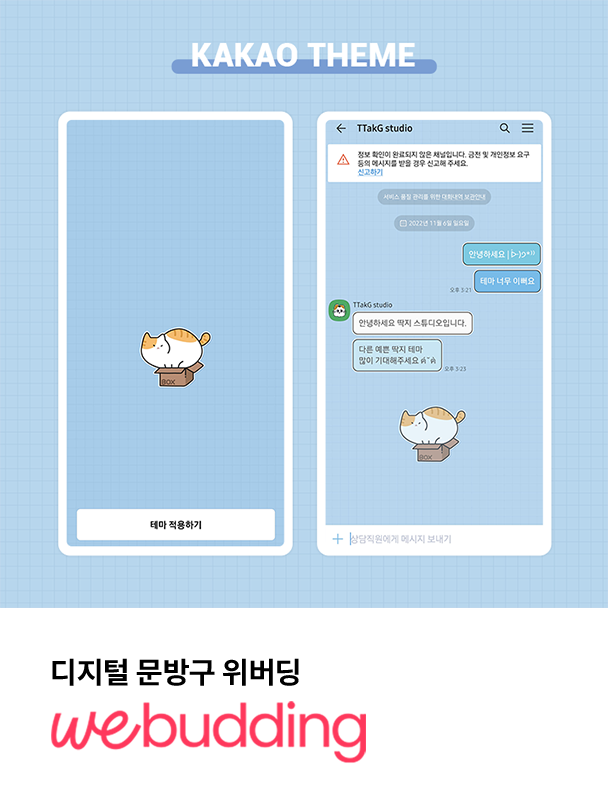 KAKAO THEME
BOX
테마 적용하기
TTakG studio
정보 확인이 완료되지 않은 채널입니다. 금전 및 개인정보 요구
등의 메시지를 받을 경우 신고해 주세요.
신고하기
서비스 품질 관리를 위한 대화내역 보관안내
2022년 11월 6일 일요일
안녕하세요 | ᐕ)⁾⁾
테마 너무 이뻐요
오후 3:21
TTakG studio
안녕하세요 딱지 스튜디오입니다.
다른 예쁜 딱지 테마
많이 기대해주세요 ฅ˘ฅ
오후 3:23
BOX
상담직원에게 메시지 보내기
디지털 문방구 위버딩
webudding